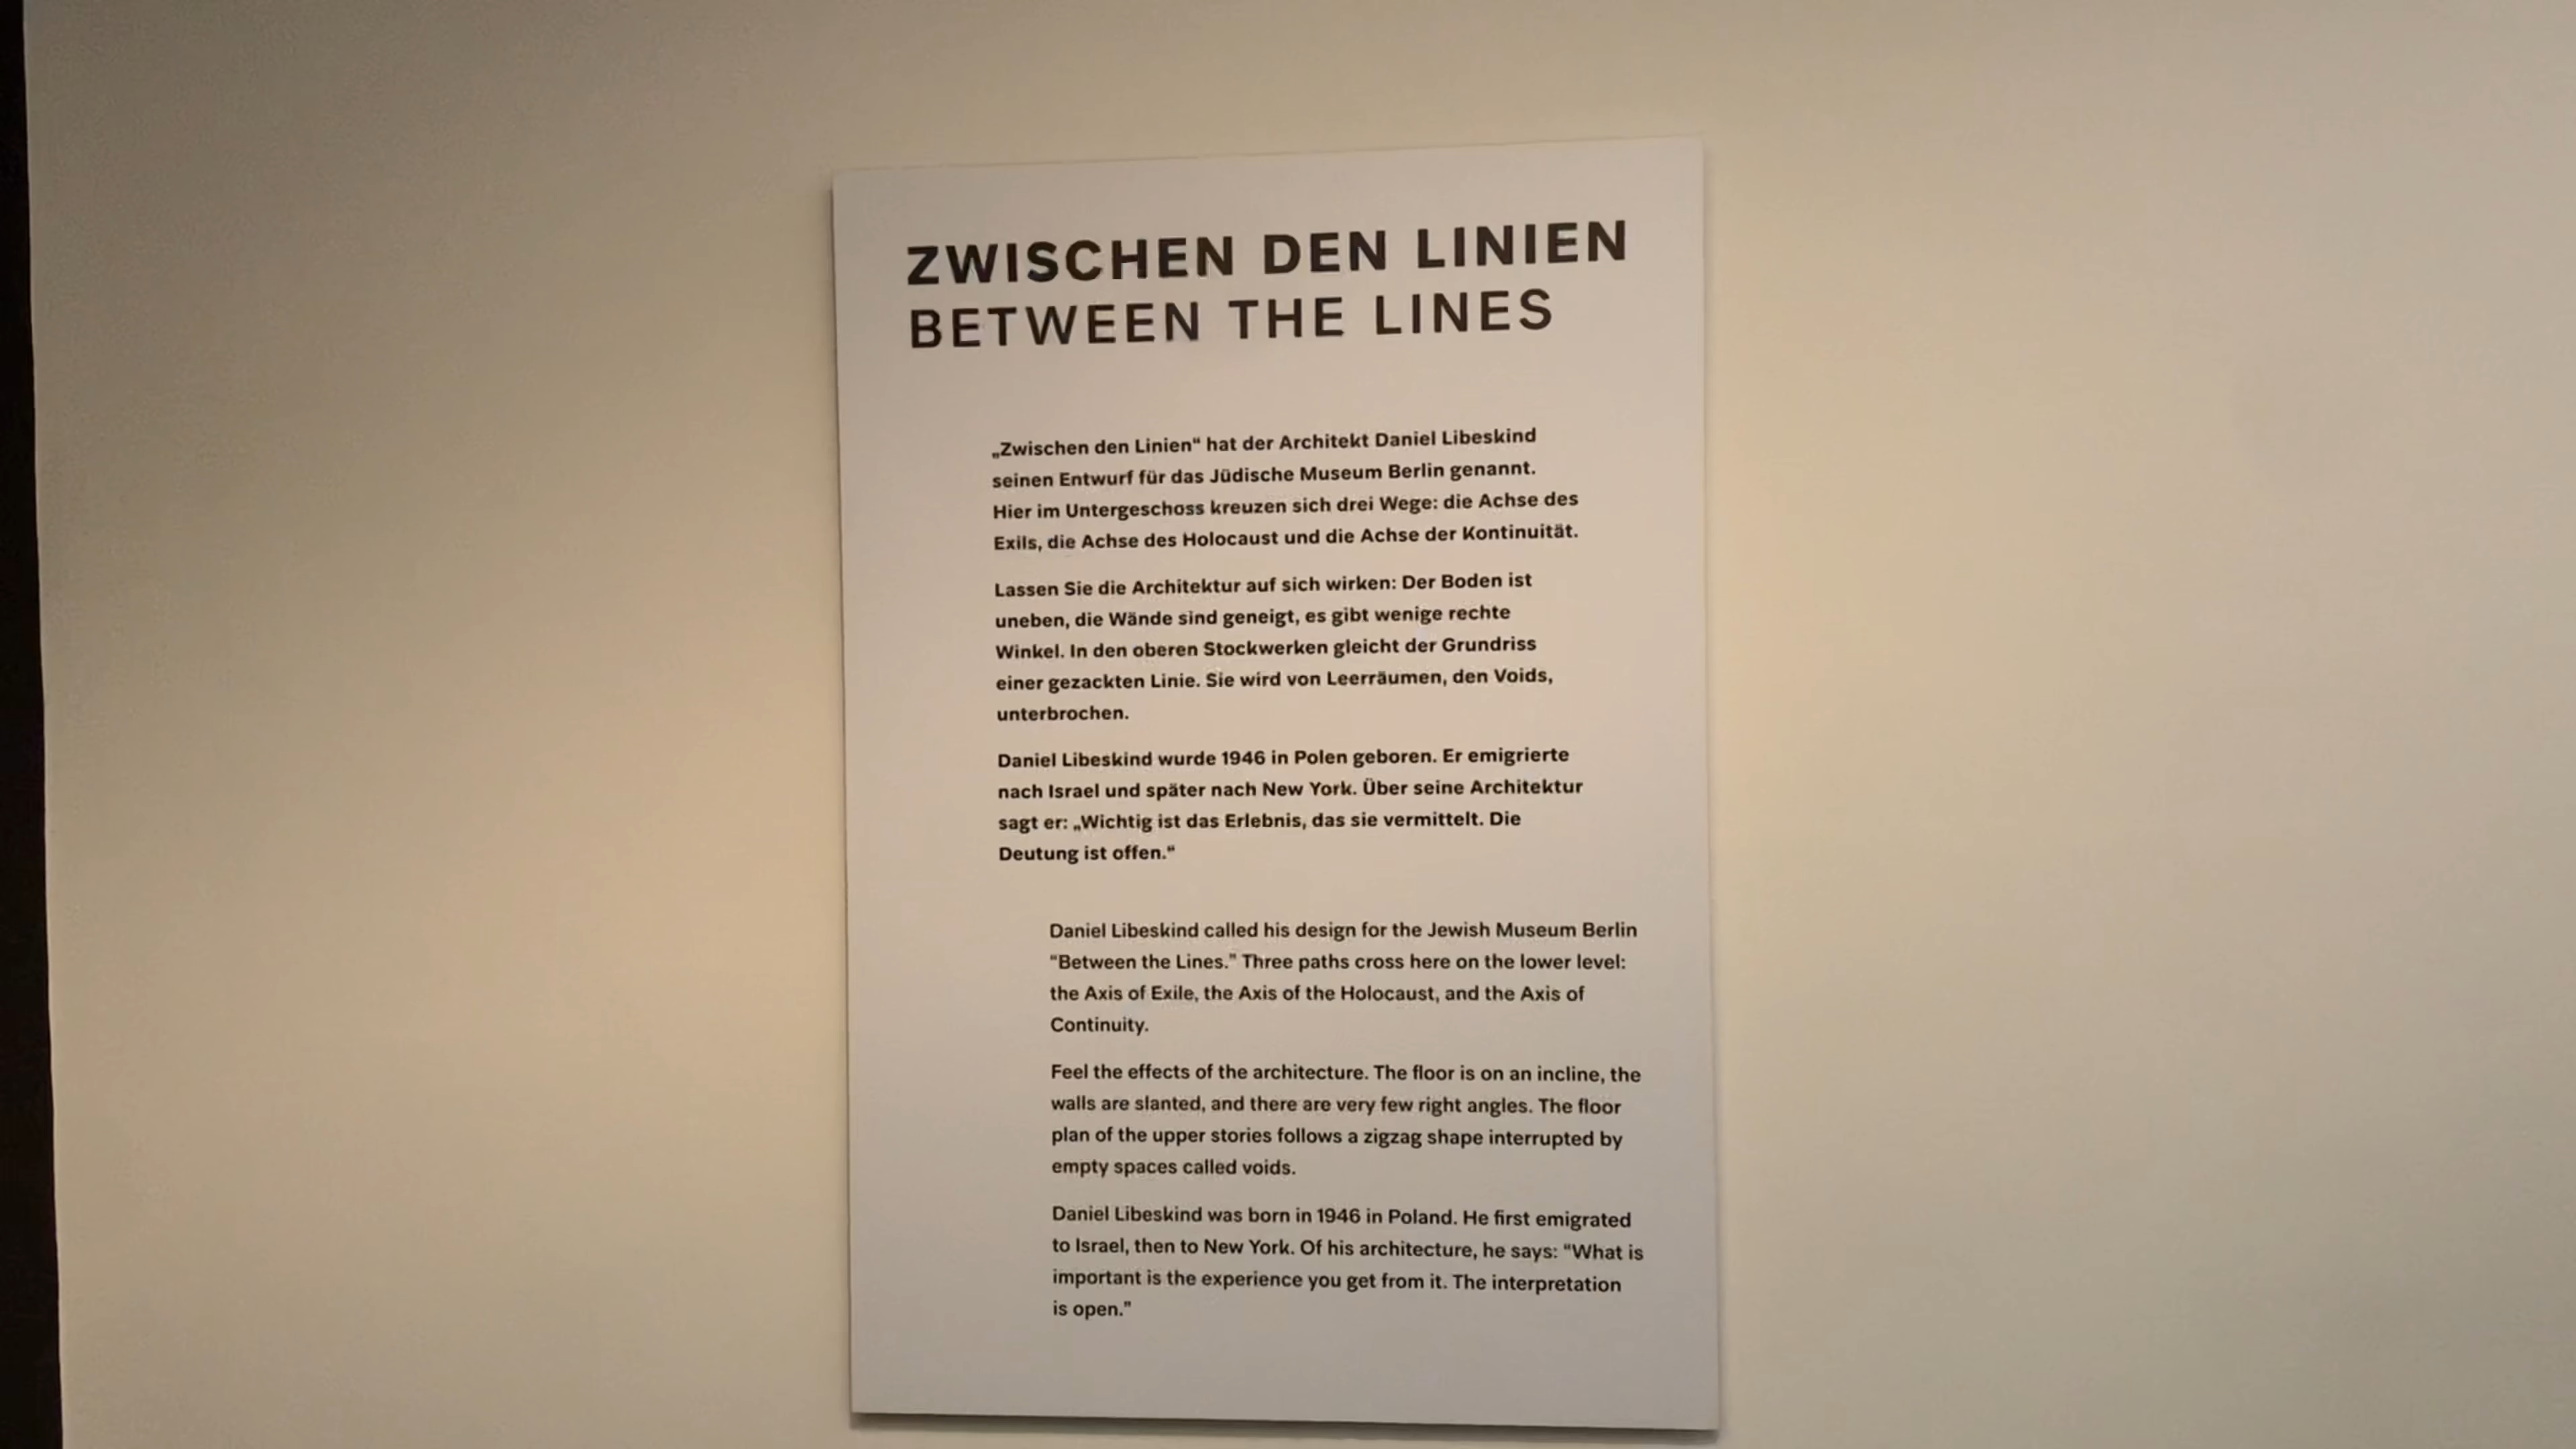 ZWISCHEN DEN LINIEN
BETWEEN THE LINES
„Zwischen den Linien“ hat der Architekt Daniel Libeskind
seinen Entwurf für das Jüdische Museum Berlin genannt.
Hier im Untergeschoss kreuzen sich drei Wege: die Achse des
Exils, die Achse des Holocaust und die Achse der Kontinuität.
Lassen Sie die Architektur auf sich wirken: Der Boden ist
uneben, die Wände sind geneigt, es gibt wenige rechte
Winkel. In den oberen Stockwerken gleicht der Grundriss
einer gezackten Linie. Sie wird von Leerräumen, den Voids,
unterbrochen.
Daniel Libeskind wurde 1946 in Polen geboren. Er emigrierte
nach Israel und später nach New York. Über seine Architektur
sagt er: „Wichtig ist das Erlebnis, das sie vermittelt. Die
Deutung ist offen.“
Daniel Libeskind called his design for the Jewish Museum Berlin
“Between the Lines.” Three paths cross here on the lower level:
the Axis of Exile, the Axis of the Holocaust, and the Axis of
Continuity.
Feel the effects of the architecture. The floor is on an incline, the
walls are slanted, and there are very few right angles. The floor
plan of the upper stories follows a zigzag shape interrupted by
empty spaces called voids.
Daniel Libeskind was born in 1946 in Poland. He first emigrated
to Israel, then to New York. Of his architecture, he says: “What is
important is the experience you get from it. The interpretation
is open.”